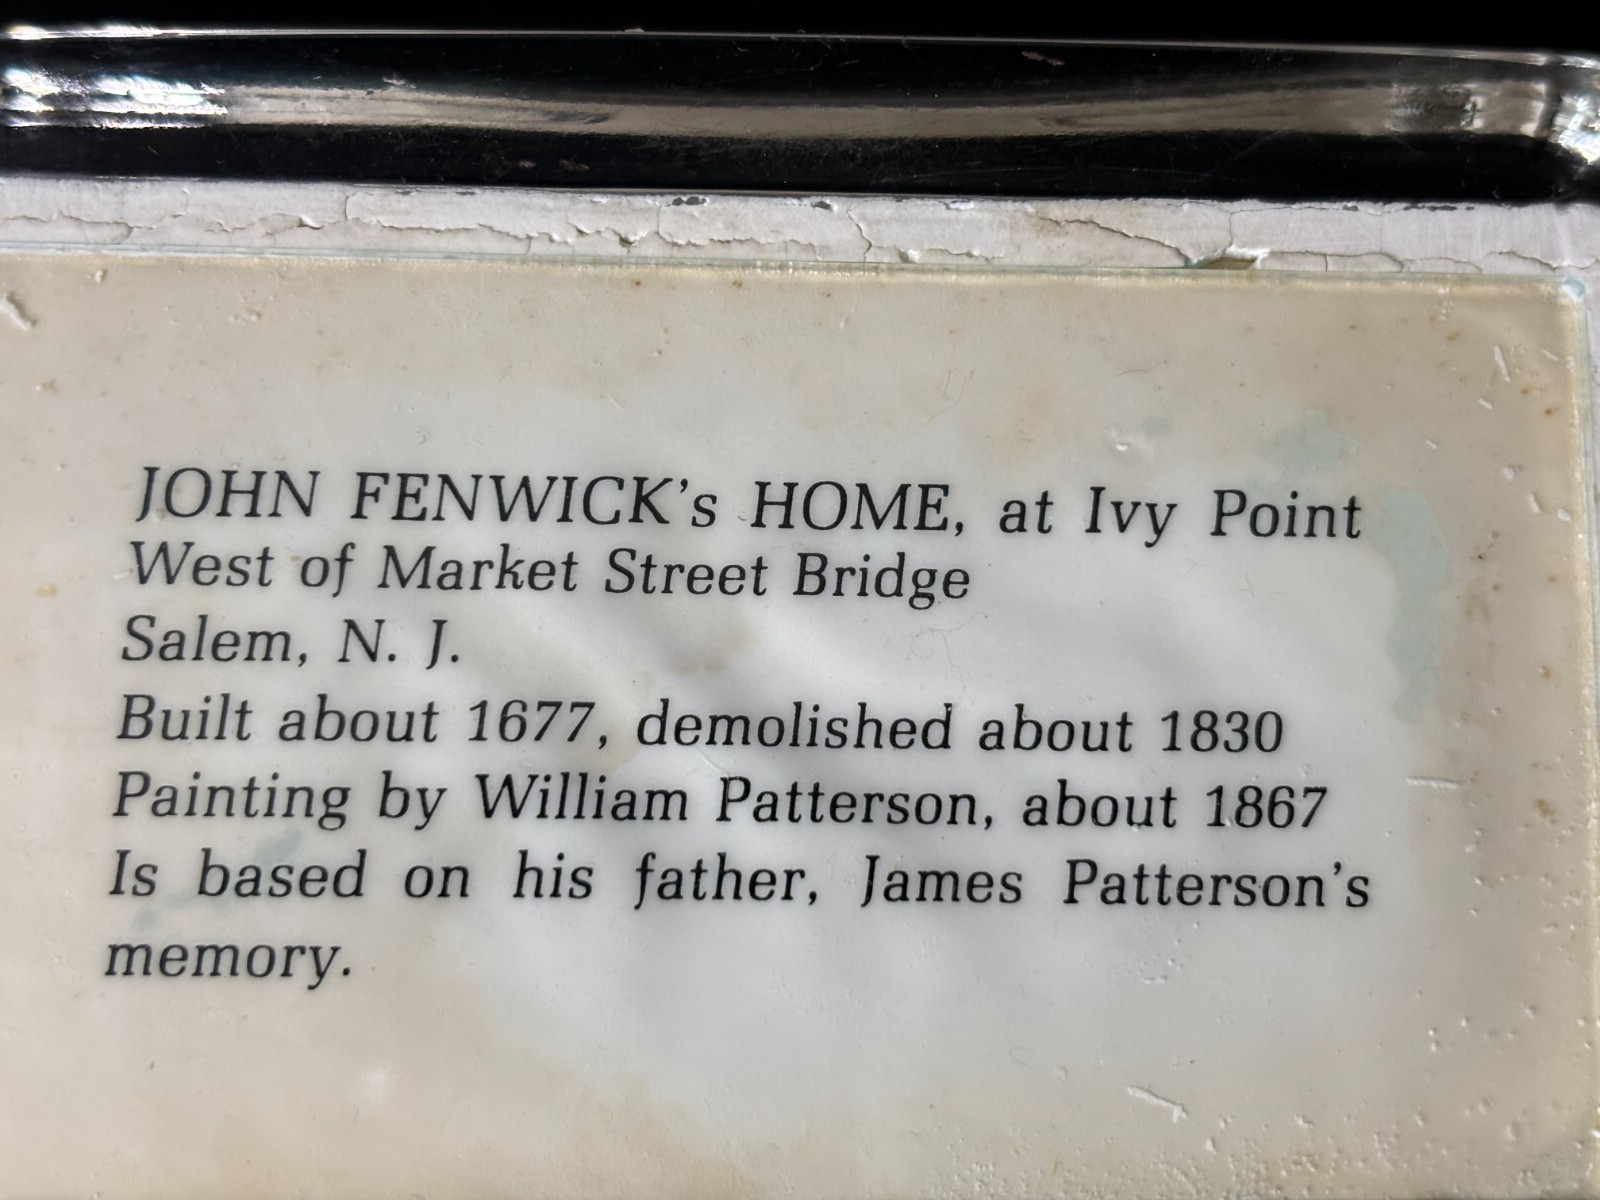 JOHN FENWICK's HOME, at Ivy Point
West of Market Street Bridge
Salem, N. J.
Built about 1677, demolished about 1830
Painting by William Patterson, about 1867
Is based on his father, James Patterson's
memory.